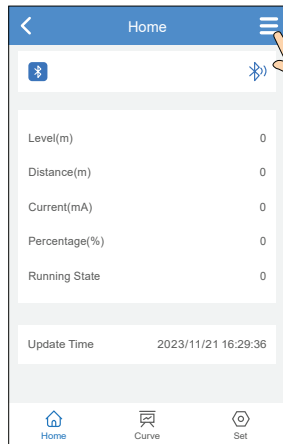 Home
Level(m) 0
Distance(m) 0
Current(mA) 0
Percentage(%) 0
Running State 0
Update Time 2023/11/21 16:29:36
Home Curve Set